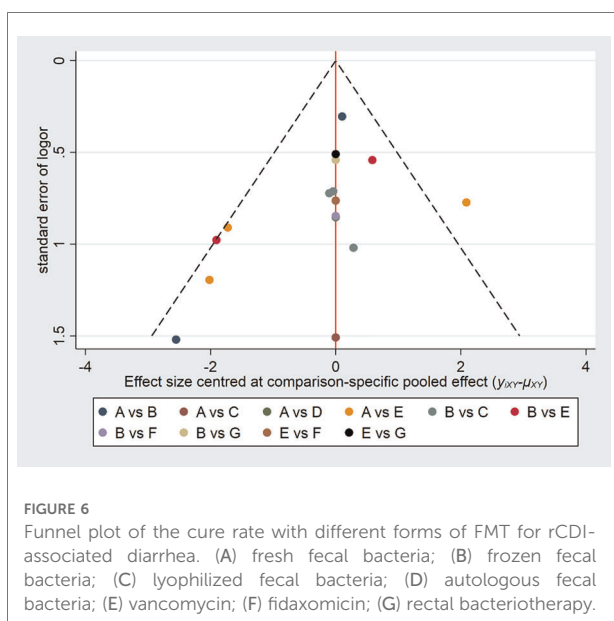 0
.5
1
1.5
standard error of logor
-4
-2
0
2
4
Effect size centred at comparison-specific pooled effect (yiXY-μXY)
A vs B A vs C A vs D A vs E B vs C B vs E
B vs F B vs G E vs F E vs G
FIGURE 6
Funnel plot of the cure rate with different forms of FMT for rCDI-
associated diarrhea. (A) fresh fecal bacteria; (B) frozen fecal
bacteria; (C) lyophilized fecal bacteria; (D) autologous fecal
bacteria; (E) vancomycin; (F) fidaxomicin; (G) rectal bacteriotherapy.